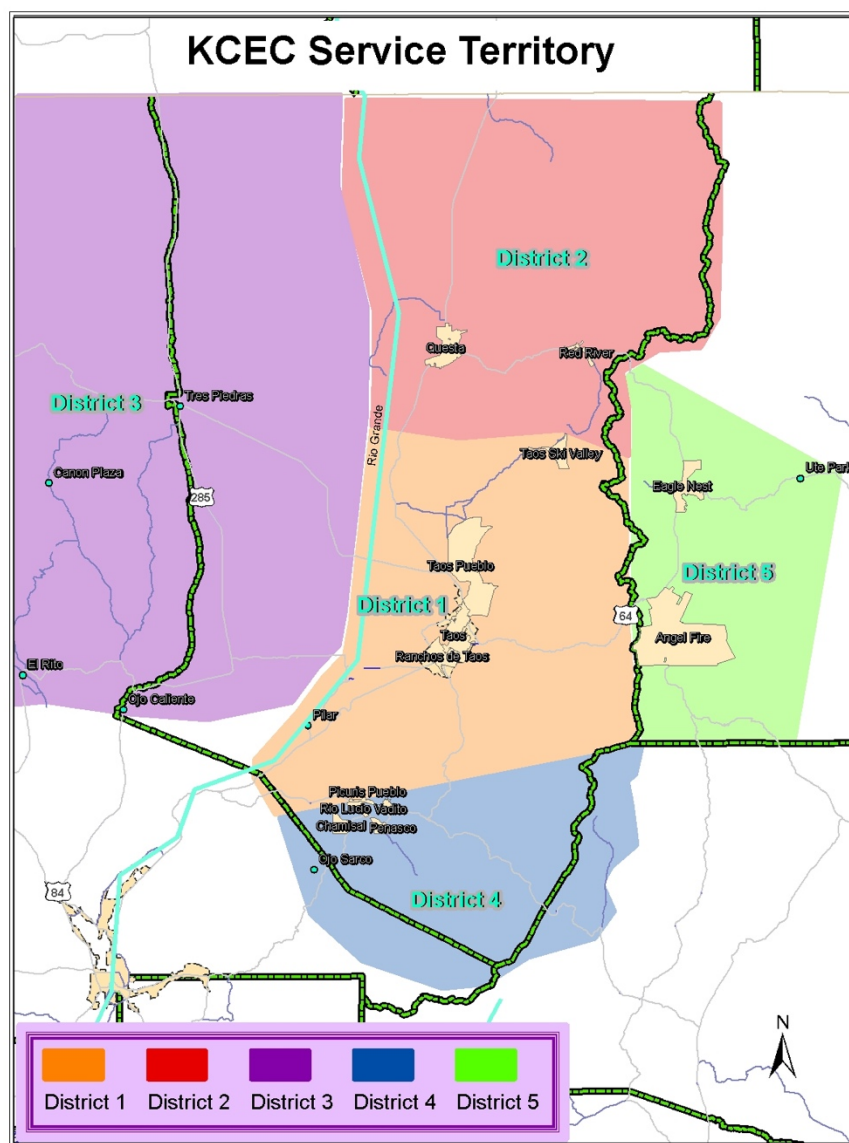 KCEC Service Territory
District 2
Questa
Red River
District 3
Tres Piedras
Rio Grande
Taos Ski Valley
Canon Plaza
285
Eagle Nest
Ute Park
Taos Pueblo
District 5
District 1
64
Taos
Angel Fire
Ranchos de Taos
El Rito
Ojo Caliente
Pilar
Picuris Pueblo
Rio Lucio Vadito
Chamisal Penasco
Ojo Sarco
84
District 4
N
District 1 District 2 District 3 District 4 District 5